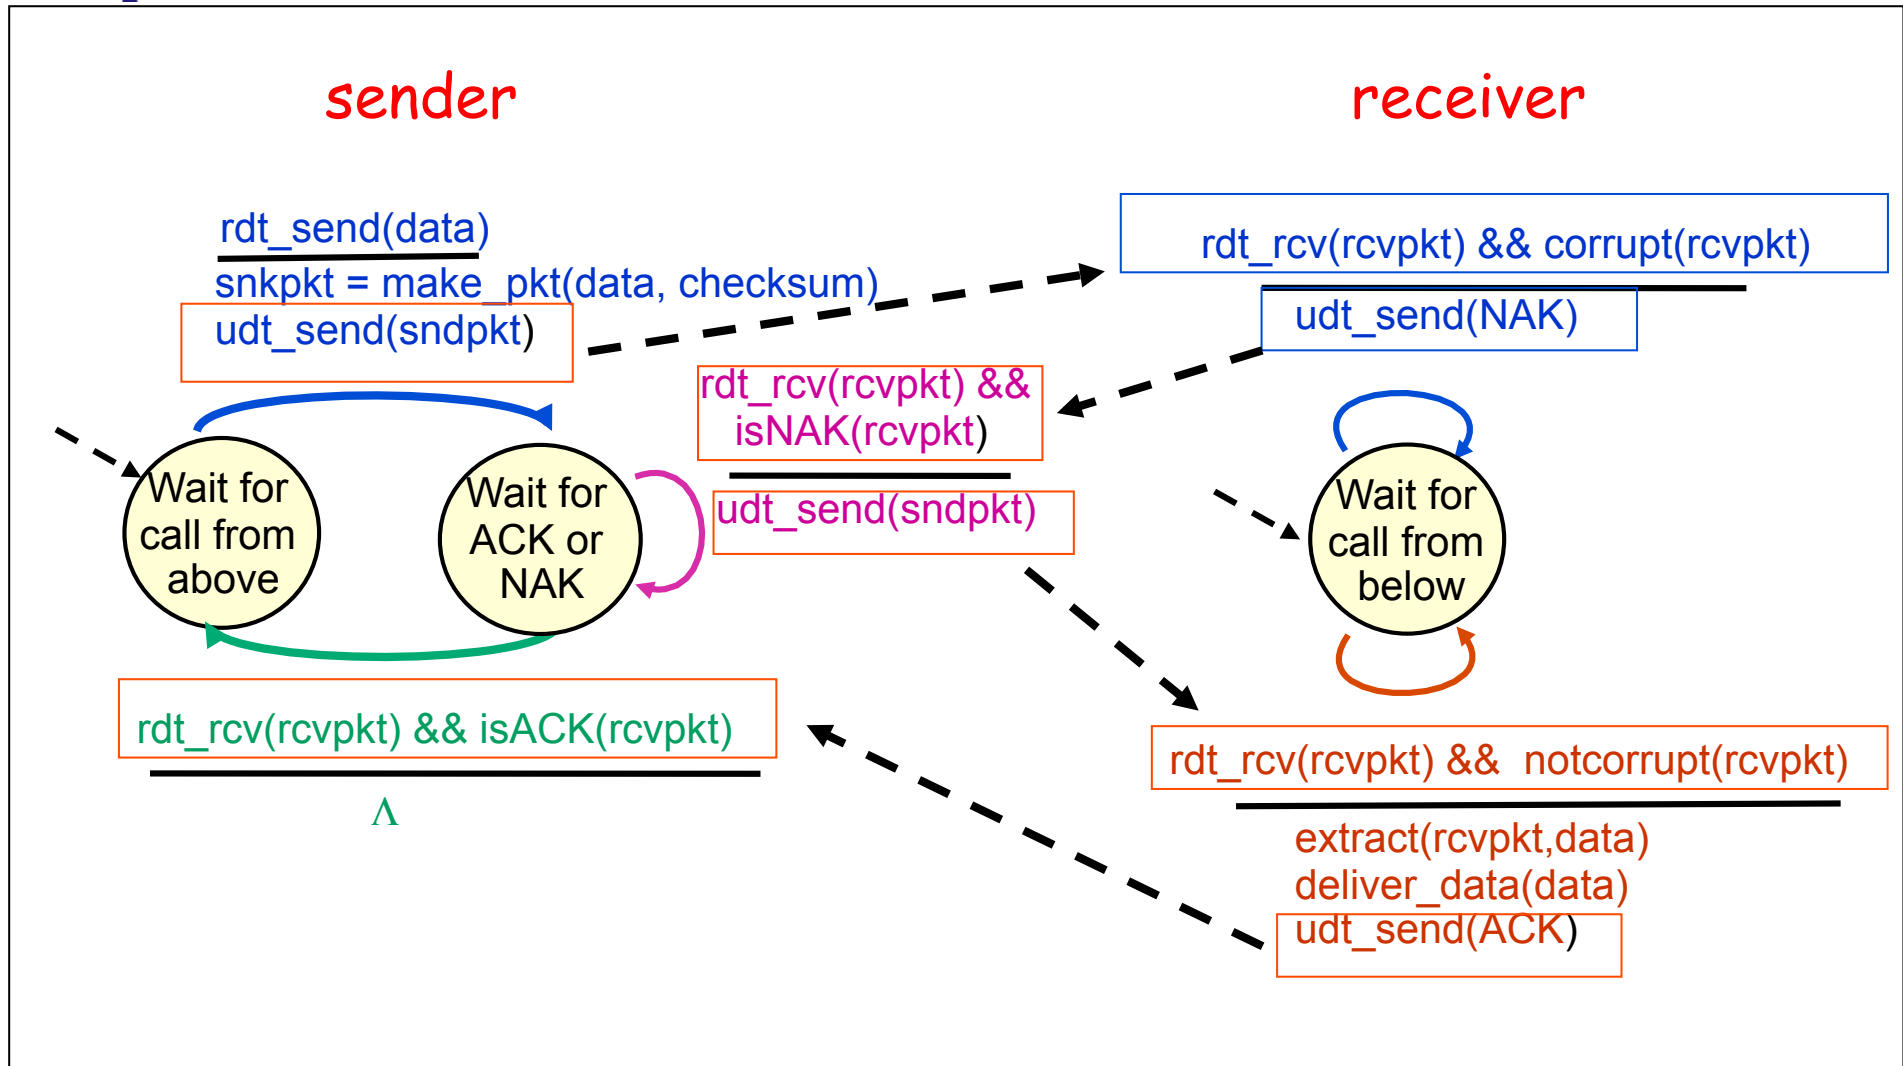 sender
receiver
rdt_send(data)
snkpkt = make_pkt(data, checksum)
udt_send(sndpkt)
rdt_rcv(rcvpkt) && corrupt(rcvpkt)
udt_send(NAK)
rdt_rcv(rcvpkt) &&
isNAK(rcvpkt)
udt_send(sndpkt)
Wait for
call from
above
Wait for
ACK or
NAK
Wait for
call from
below
rdt_rcv(rcvpkt) && isACK(rcvpkt)
Λ
rdt_rcv(rcvpkt) && notcorrupt(rcvpkt)
extract(rcvpkt,data)
deliver_data(data)
udt_send(ACK)